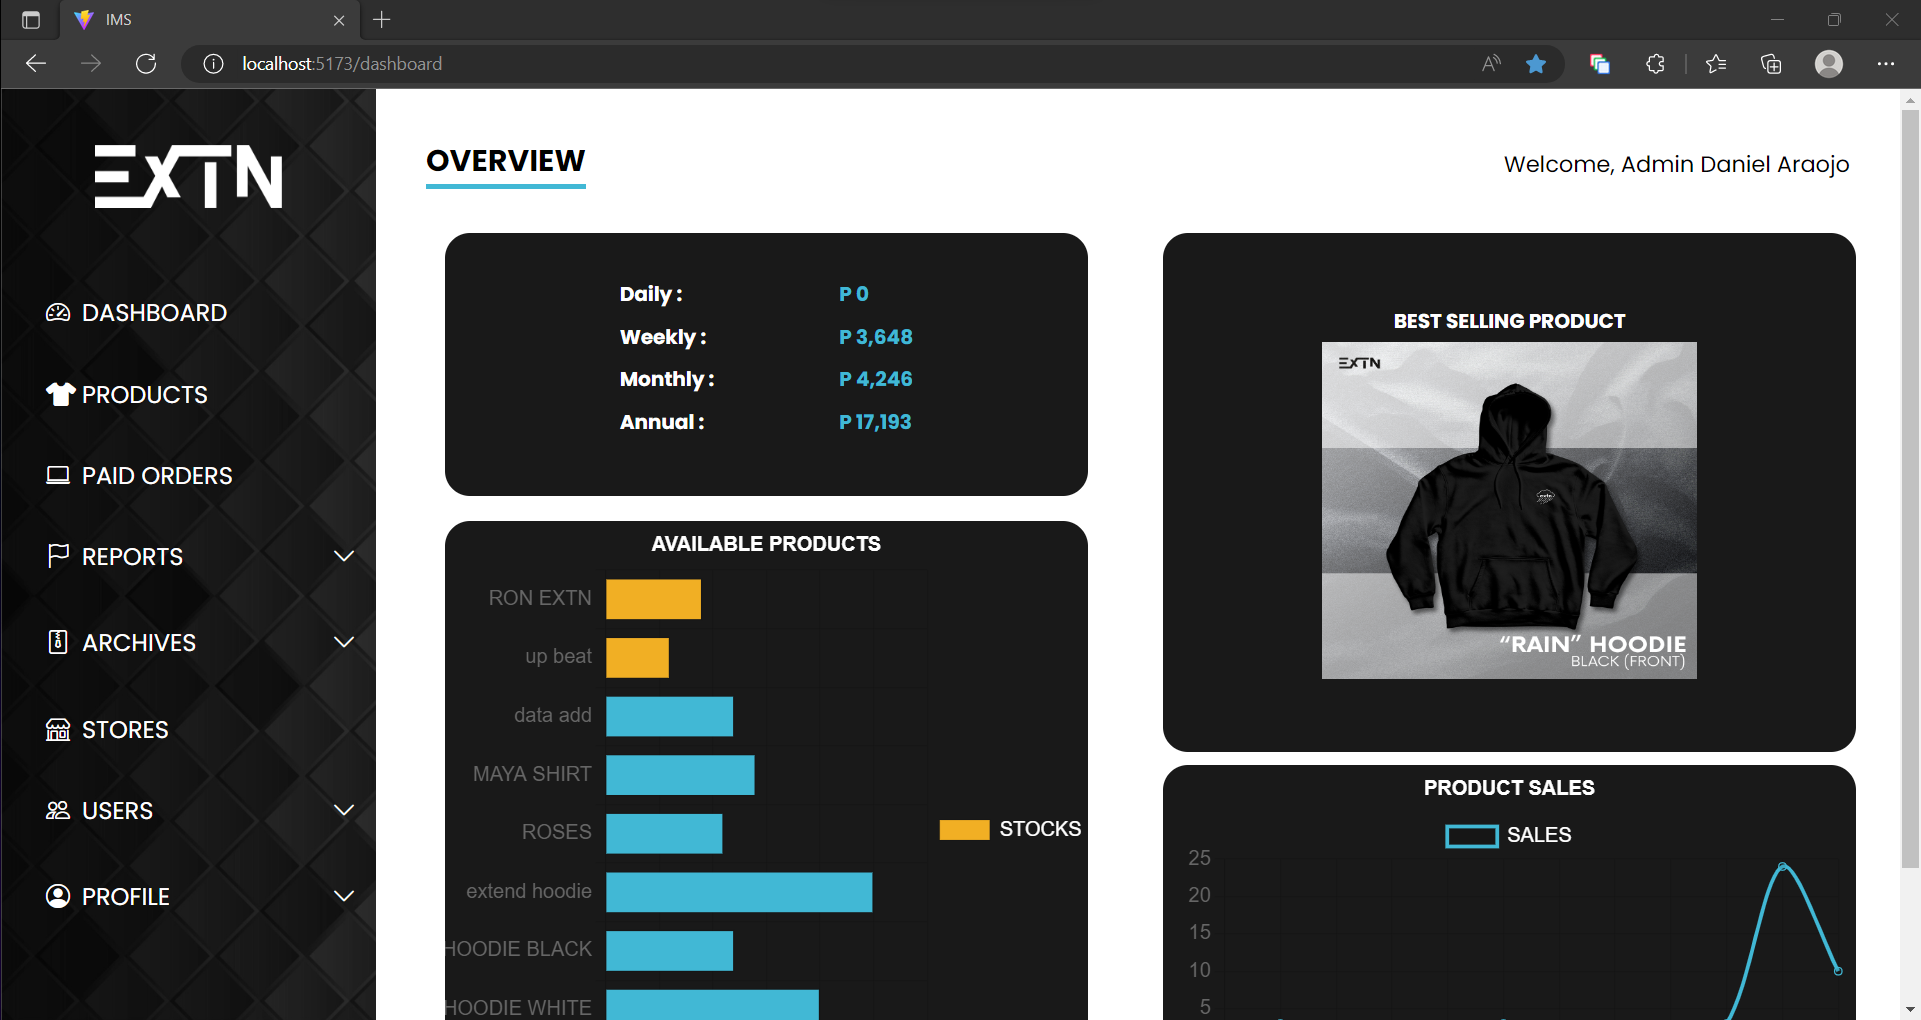 IMS
localhost:5173/dashboard
EXTN
DASHBOARD
PRODUCTS
PAID ORDERS
REPORTS
ARCHIVES
STORES
USERS
PROFILE
OVERVIEW
Welcome, Admin Daniel Araojo
Daily : P 0
Weekly : P 3,648
Monthly : P 4,246
Annual : P 17,193
AVAILABLE PRODUCTS
RON EXTN
up beat
data add
MAYA SHIRT
ROSES
extend hoodie
HOODIE BLACK
HOODIE WHITE
STOCKS
BEST SELLING PRODUCT
EXTN
extn
“RAIN” HOODIE
BLACK (FRONT)
PRODUCT SALES
SALES
25
20
15
10
5